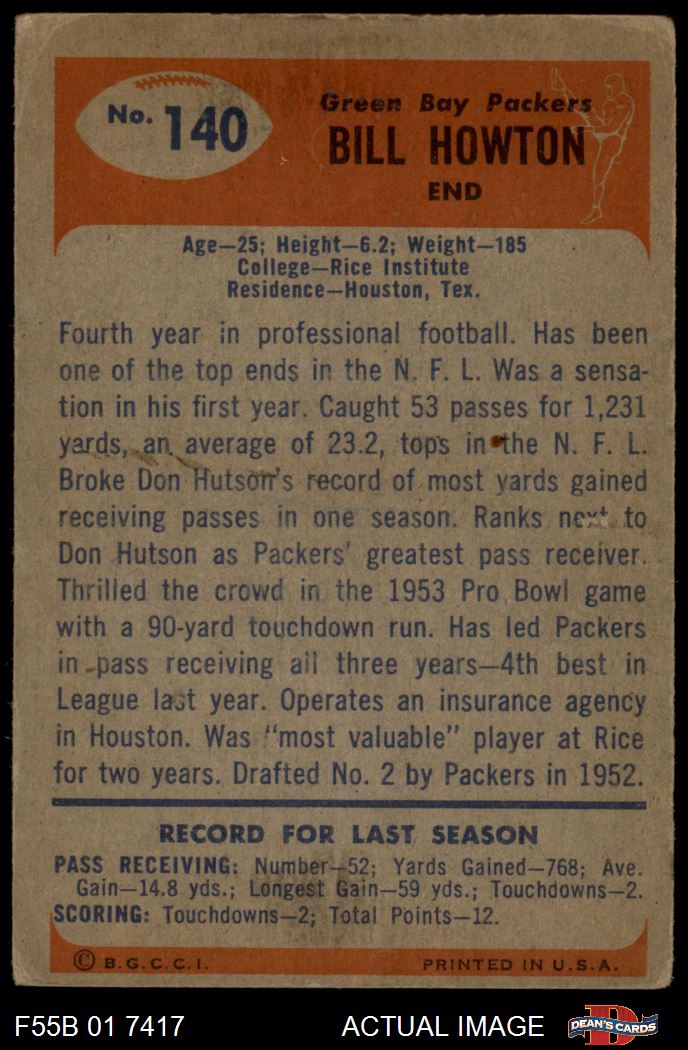 No. 140
Green Bay Packers
BILL HOWTON
END
Age—25; Height—6.2; Weight—185
College—Rice Institute
Residence—Houston, Tex.
Fourth year in professional football. Has been
one of the top ends in the N. F. L. Was a sensa-
tion in his first year. Caught 53 passes for 1,231
yards, an average of 23.2, tops in the N. F. L.
Broke Don Hutson's record of most yards gained
receiving passes in one season. Ranks next to
Don Hutson as Packers' greatest pass receiver.
Thrilled the crowd in the 1953 Pro Bowl game
with a 90-yard touchdown run. Has led Packers
in pass receiving all three years—4th best in
League last year. Operates an insurance agency
in Houston. Was "most valuable" player at Rice
for two years. Drafted No. 2 by Packers in 1952.
RECORD FOR LAST SEASON
PASS RECEIVING: Number—52; Yards Gained—768; Ave.
Gain—14.8 yds.; Longest Gain—59 yds.; Touchdowns—2.
SCORING: Touchdowns—2; Total Points—12.
© B.G.C.C.I. PRINTED IN U.S.A.
F55B 01 7417 ACTUAL IMAGE D DEAN'S CARDS